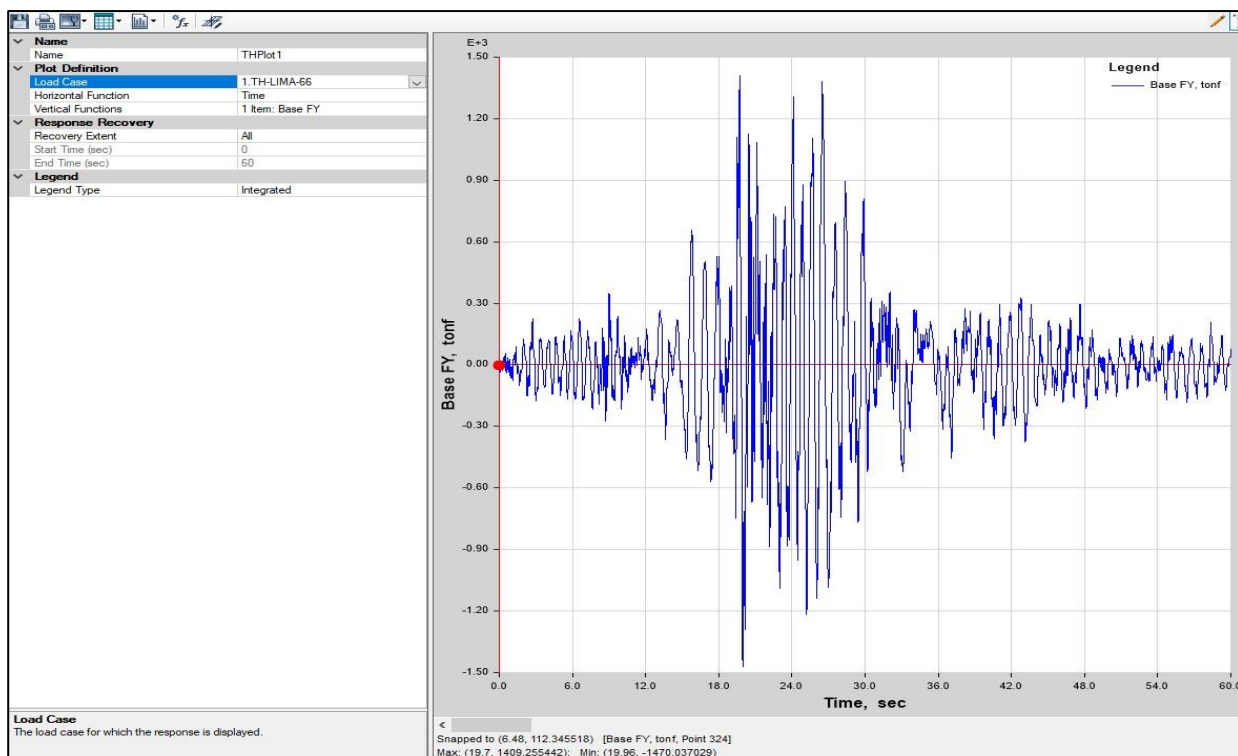 Name
Name THPlot1
Plot Definition
Load Case 1.TH-LIMA-66
Horizontal Function Time
Vertical Functions 1 Item: Base FY
Response Recovery
Recovery Extent All
Start Time (sec) 0
End Time (sec) 60
Legend
Legend Type Integrated
Load Case
The load case for which the response is displayed.
E+3
1.50
1.20
0.90
0.60
0.30
0.00
-0.30
-0.60
-0.90
-1.20
-1.50
Base FY, tonf
Legend
Base FY, tonf
0.0 6.0 12.0 18.0 24.0 30.0 36.0 42.0 48.0 54.0 60.0
Time, sec
Snapped to (6.48, 112.345518) [Base FY, tonf, Point 324]
Max: (19.7, 1409.255442); Min: (19.96, -1470.037029)